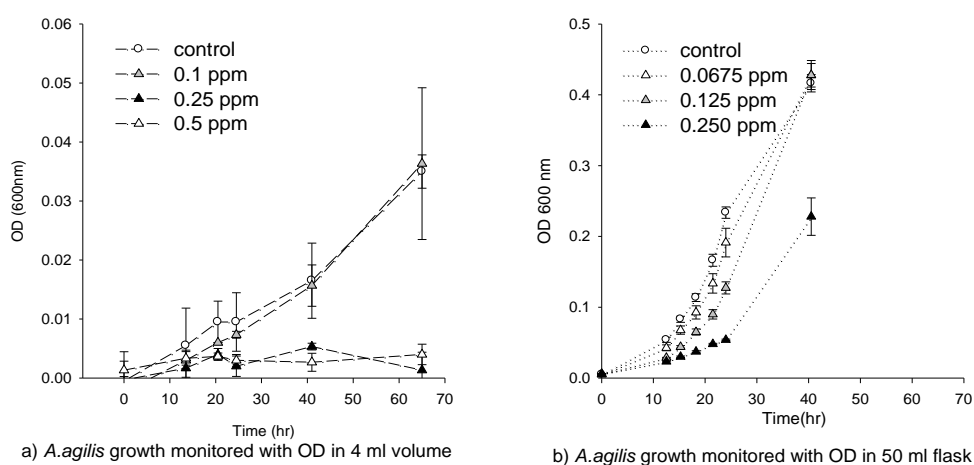 0.06
0.05
0.04
0.03
0.02
0.01
0.00
OD (600nm)
control
0.1 ppm
0.25 ppm
0.5 ppm
0 10 20 30 40 50 60 70
Time (hr)
a) A.agilis growth monitored with OD in 4 ml volume
0.5
0.4
0.3
0.2
0.1
0.0
OD 600 nm
control
0.0675 ppm
0.125 ppm
0.250 ppm
0 10 20 30 40 50 60 70
Time(hr)
b) A.agilis growth monitored with OD in 50 ml flask